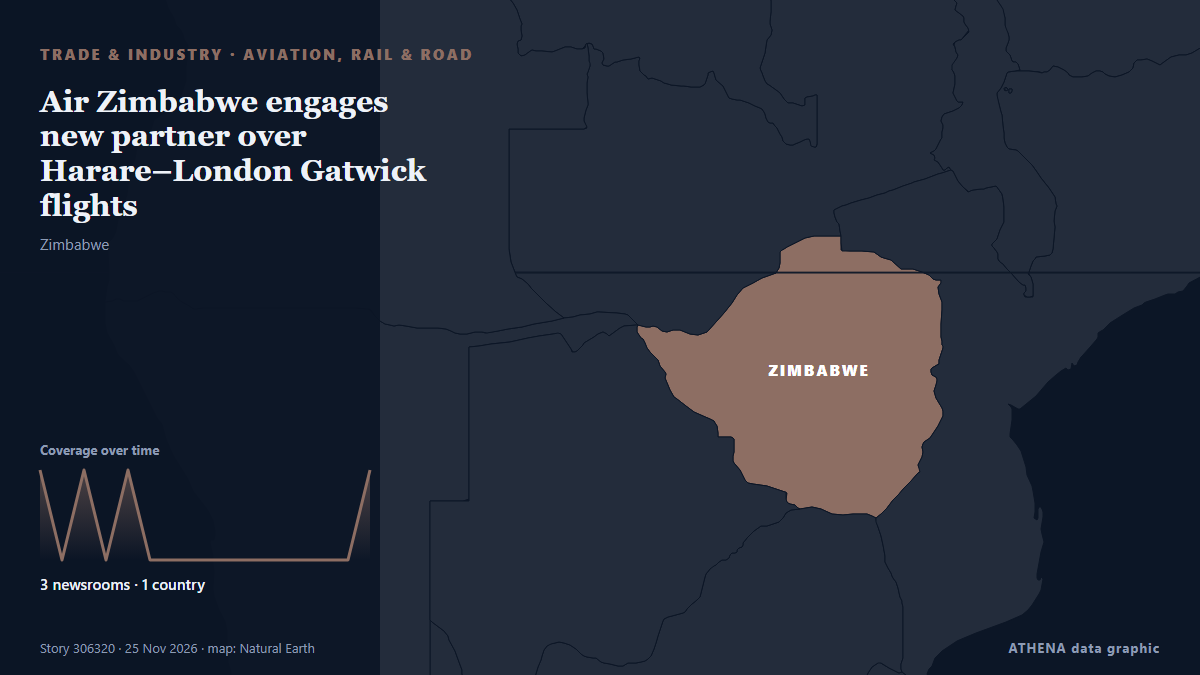 TRADE & INDUSTRY · AVIATION, RAIL & ROAD
Air Zimbabwe engages
new partner over
Harare–London Gatwick
flights
Zimbabwe
ZIMBABWE
Coverage over time
3 newsrooms · 1 country
Story 306320 · 25 Nov 2026 · map: Natural Earth
ATHENA data graphic